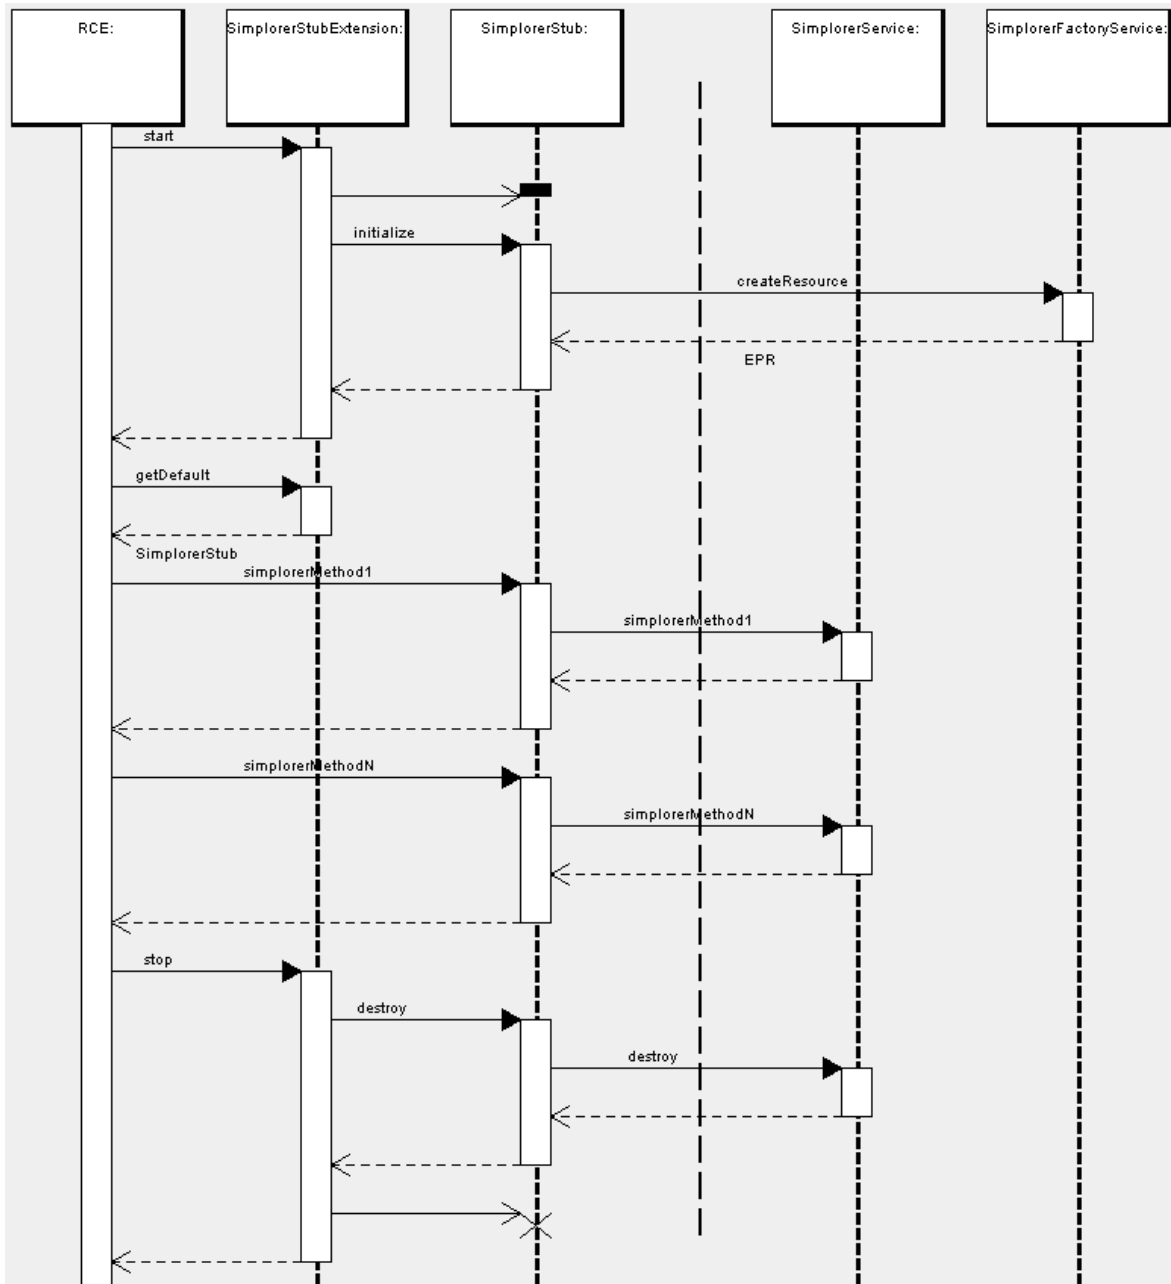 RCE:
SimplorerStubExtension:
SimplorerStub:
SimplorerService:
SimplorerFactoryService:
start
initialize
createResource
EPR
getDefault
SimplorerStub
simplorerMethod1
simplorerMethod1
simplorerMethodN
simplorerMethodN
stop
destroy
destroy